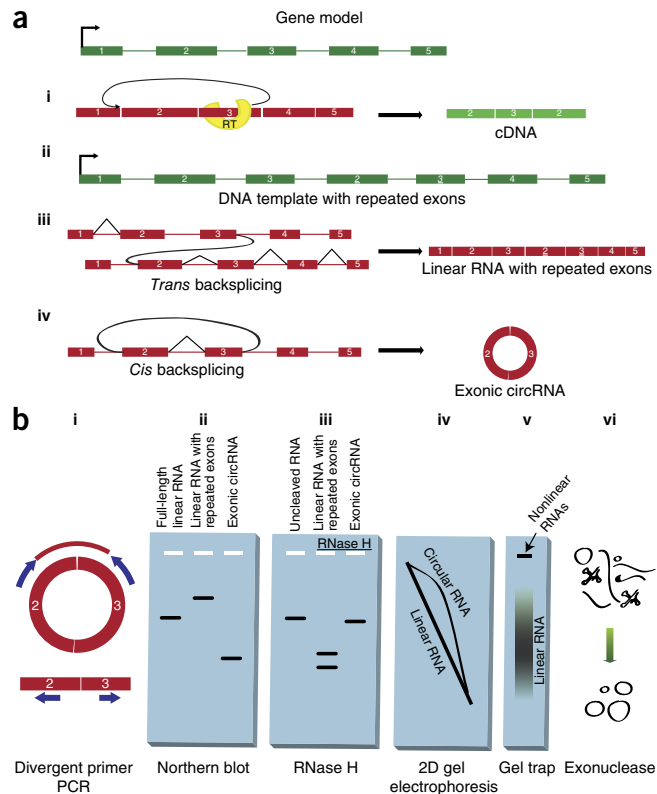 a
Gene model
1 2 3 4 5
i
1 2 3 4 5
RT
2 3 2
cDNA
ii
1 2 3 2 3 4 5
DNA template with repeated exons
iii
1 2 3 4 5
1 2 3 4 5
Trans backsplicing
1 2 3 2 3 4 5
Linear RNA with repeated exons
iv
1 2 3 4 5
Cis backsplicing
2 3
Exonic circRNA
b
i ii iii iv v vi
Full-length
linear RNA
Linear RNA with
repeated exons
Exonic circRNA
Uncleaved RNA
Linear RNA with
repeated exons
Exonic circRNA
RNase H
Nonlinear
RNAs
Circular RNA
Linear RNA
Linear RNA
2 3
2 3
Divergent primer
PCR
Northern blot
RNase H
2D gel
electrophoresis
Gel trap
Exonuclease